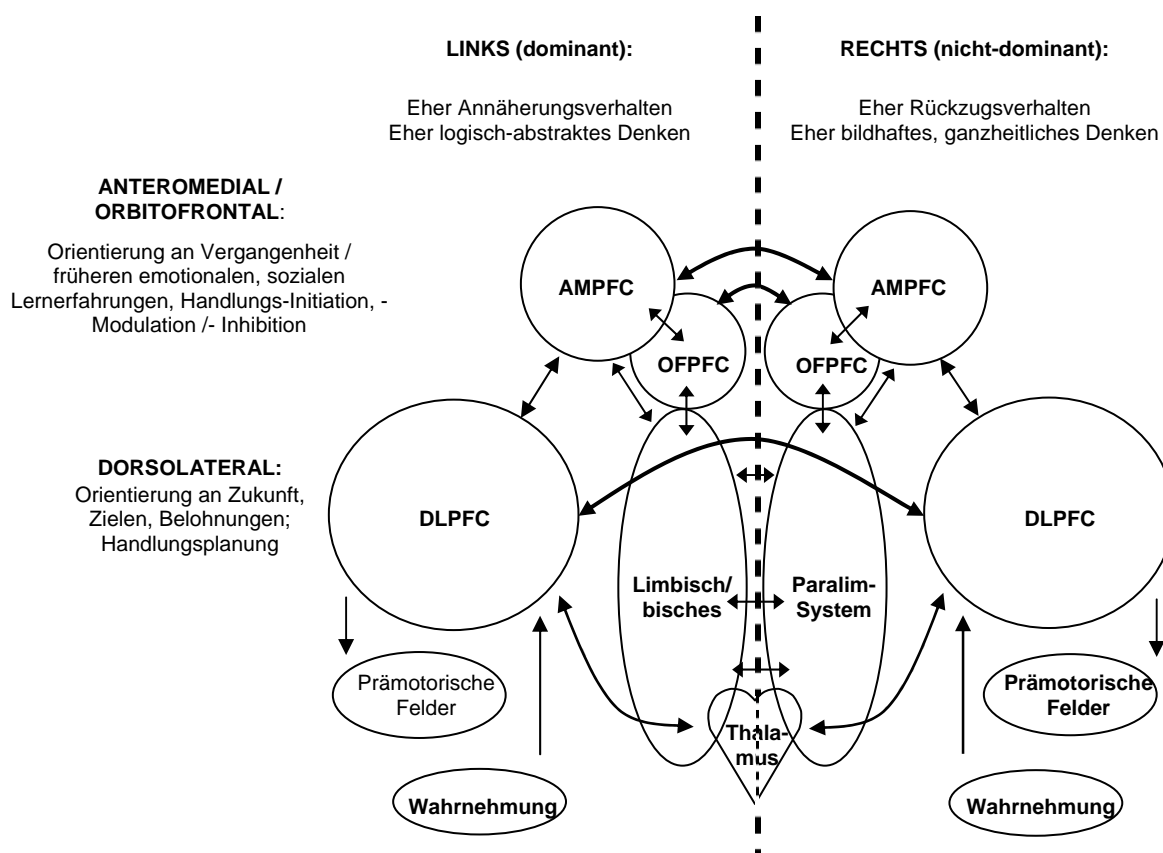 LINKS (dominant):
RECHTS (nicht-dominant):
Eher Annäherungsverhalten
Eher logisch-abstraktes Denken
Eher Rückzugsverhalten
Eher bildhaftes, ganzheitliches Denken
ANTEROMEDIAL /
ORBITOFRONTAL:
Orientierung an Vergangenheit /
früheren emotionalen, sozialen
Lernerfahrungen, Handlungs-Initiation, -
Modulation /- Inhibition
AMPFC
AMPFC
OFPFC
OFPFC
DORSOLATERAL:
Orientierung an Zukunft,
Zielen, Belohnungen;
Handlungsplanung
DLPFC
DLPFC
Limbisch/
bisches
Paralim-
System
Prämotorische
Felder
Prämotorische
Felder
Thala-
mus
Wahrnehmung
Wahrnehmung